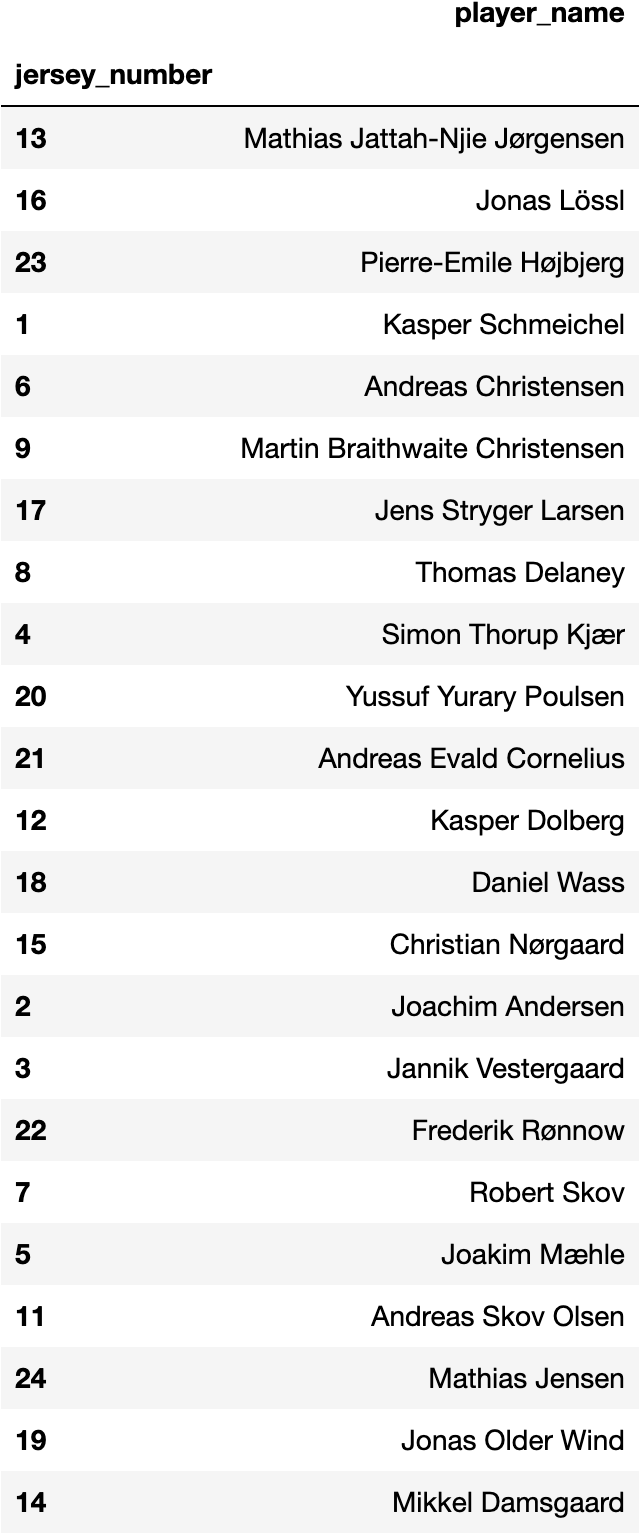 player_name
jersey_number
13 Mathias Jattah-Njie Jørgensen
16 Jonas Lössl
23 Pierre-Emile Højbjerg
1 Kasper Schmeichel
6 Andreas Christensen
9 Martin Braithwaite Christensen
17 Jens Stryger Larsen
8 Thomas Delaney
4 Simon Thorup Kjær
20 Yussuf Yurary Poulsen
21 Andreas Evald Cornelius
12 Kasper Dolberg
18 Daniel Wass
15 Christian Nørgaard
2 Joachim Andersen
3 Jannik Vestergaard
22 Frederik Rønnow
7 Robert Skov
5 Joakim Mæhle
11 Andreas Skov Olsen
24 Mathias Jensen
19 Jonas Older Wind
14 Mikkel Damsgaard